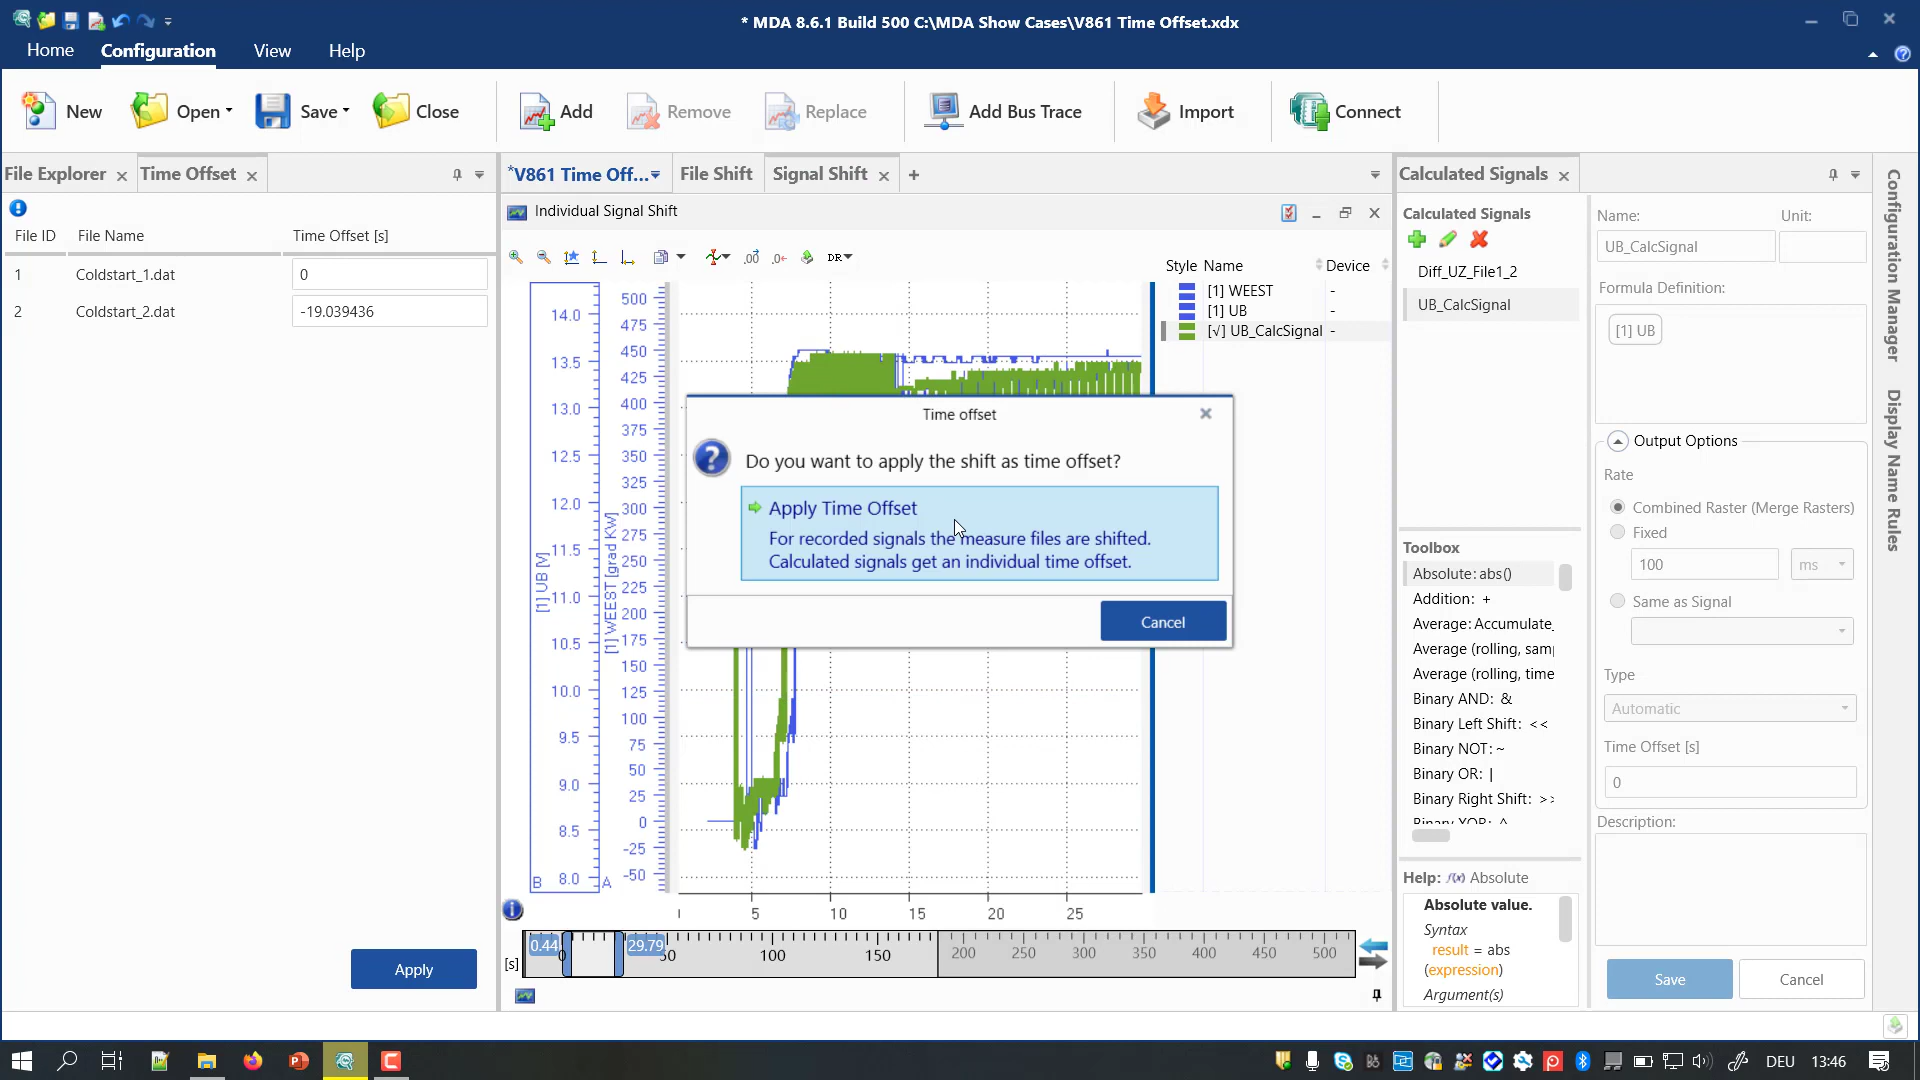 * MDA 8.6.1 Build 500 C:\MDA Show Cases\V861 Time Offset.xdx
Home Configuration View Help
New Open Save Close Add Remove Replace Add Bus Trace Import Connect
File Explorer Time Offset
File ID File Name Time Offset [s]
1 Coldstart_1.dat 0
2 Coldstart_2.dat -19.039436
Apply
*V861 Time Off... File Shift Signal Shift +
Individual Signal Shift
DR
Style Name Device
[1] WEEST -
[1] UB -
[√] UB_CalcSignal -
[1] UB [V]
14.0
13.5
13.0
12.5
12.0
11.5
11.0
10.5
10.0
9.5
9.0
8.5
8.0
B
[1] WEEST [grad KW]
500
475
450
425
400
375
350
325
300
275
250
225
200
175
150
125
100
75
50
25
0
-25
-50
A
5 10 15 20 25
Time offset
Do you want to apply the shift as time offset?
Apply Time Offset
For recorded signals the measure files are shifted.
Calculated signals get an individual time offset.
Cancel
0.44 29.79
[s] 0 50 100 150 200 250 300 350 400 450 500
Calculated Signals
Calculated Signals
Diff_UZ_File1_2
UB_CalcSignal
Toolbox
Absolute: abs()
Addition: +
Average: Accumulate_
Average (rolling, sam
Average (rolling, time
Binary AND: &
Binary Left Shift: <<
Binary NOT: ~
Binary OR: |
Binary Right Shift: >>
Binary XOR: ^
Help: f(x) Absolute
Absolute value.
Syntax
result = abs
(expression)
Argument(s)
Name: Unit:
UB_CalcSignal
Formula Definition:
[1] UB
Output Options
Rate
Combined Raster (Merge Rasters)
Fixed
100 ms
Same as Signal
Type
Automatic
Time Offset [s]
0
Description:
Save Cancel
Configuration Manager
Display Name Rules
DEU 13:46